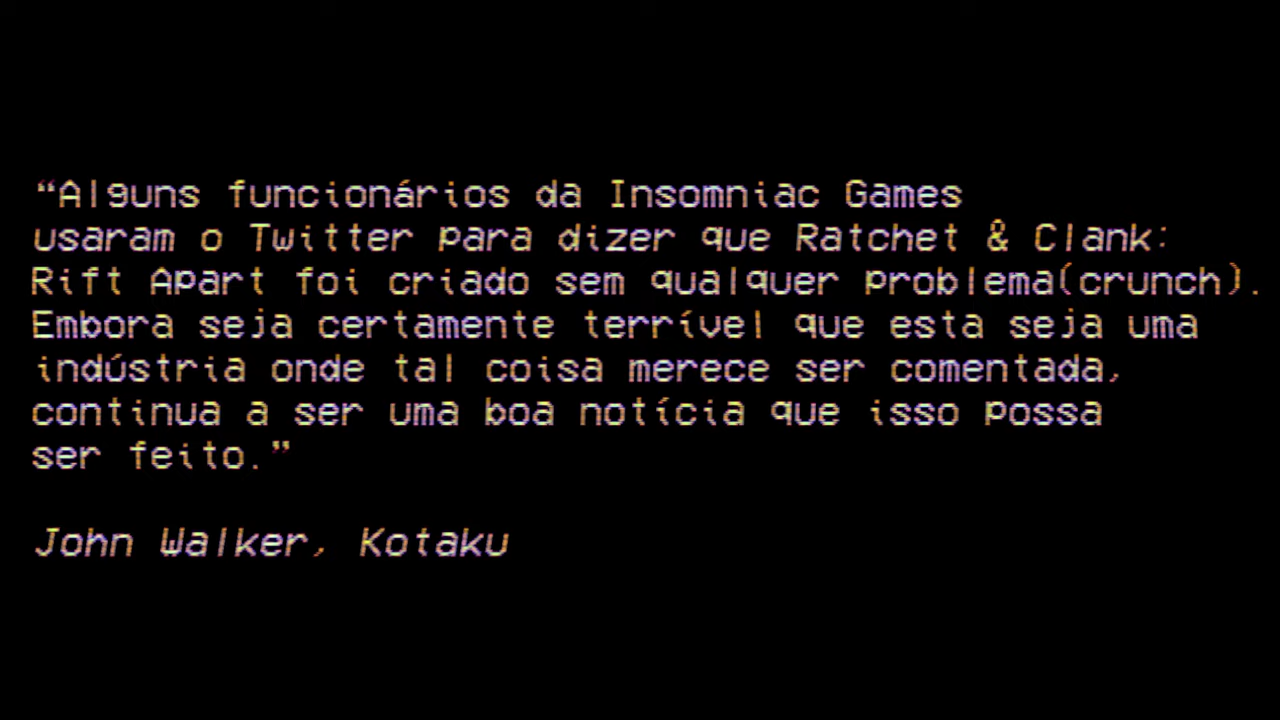 “Alguns funcionários da Insomniac Games
usaram o Twitter para dizer que Ratchet & Clank:
Rift Apart foi criado sem qualquer problema(crunch).
Embora seja certamente terrível que esta seja uma
indústria onde tal coisa merece ser comentada,
continua a ser uma boa notícia que isso possa
ser feito.”
John Walker, Kotaku